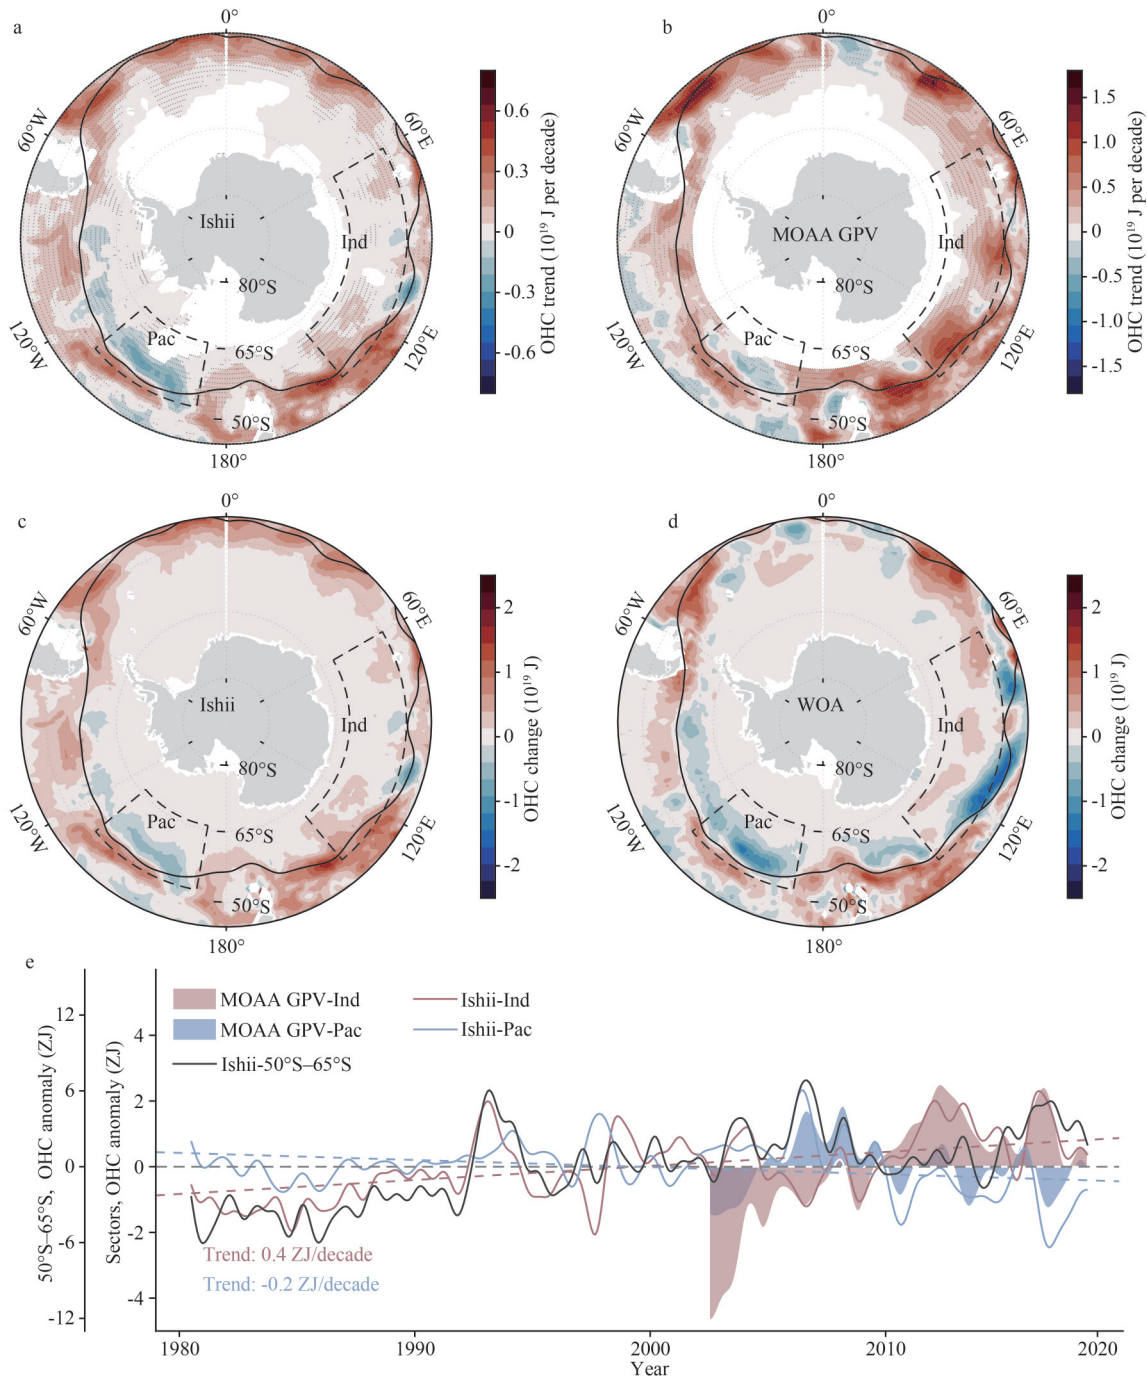 a
0°
60°W
60°E
Ishii
Ind
80°S
Pac
65°S
120°W
120°E
50°S
180°
0.6
0.3
0
-0.3
-0.6
OHC trend (10¹⁹ J per decade)
b
0°
60°W
60°E
MOAA GPV
Ind
80°S
Pac
65°S
120°W
120°E
50°S
180°
1.5
1.0
0.5
0
-0.5
-1.0
-1.5
OHC trend (10¹⁹ J per decade)
c
0°
60°W
60°E
Ishii
Ind
80°S
Pac
65°S
120°W
120°E
50°S
180°
2
1
0
-1
-2
OHC change (10¹⁹ J)
d
0°
60°W
60°E
WOA
Ind
80°S
Pac
65°S
120°W
120°E
50°S
180°
2
1
0
-1
-2
OHC change (10¹⁹ J)
e
50°S–65°S, OHC anomaly (ZJ)
12
6
0
-6
-12
Sectors, OHC anomaly (ZJ)
4
2
0
-2
-4
MOAA GPV-Ind
Ishii-Ind
MOAA GPV-Pac
Ishii-Pac
Ishii-50°S–65°S
Trend: 0.4 ZJ/decade
Trend: -0.2 ZJ/decade
1980
1990
2000
2010
2020
Year